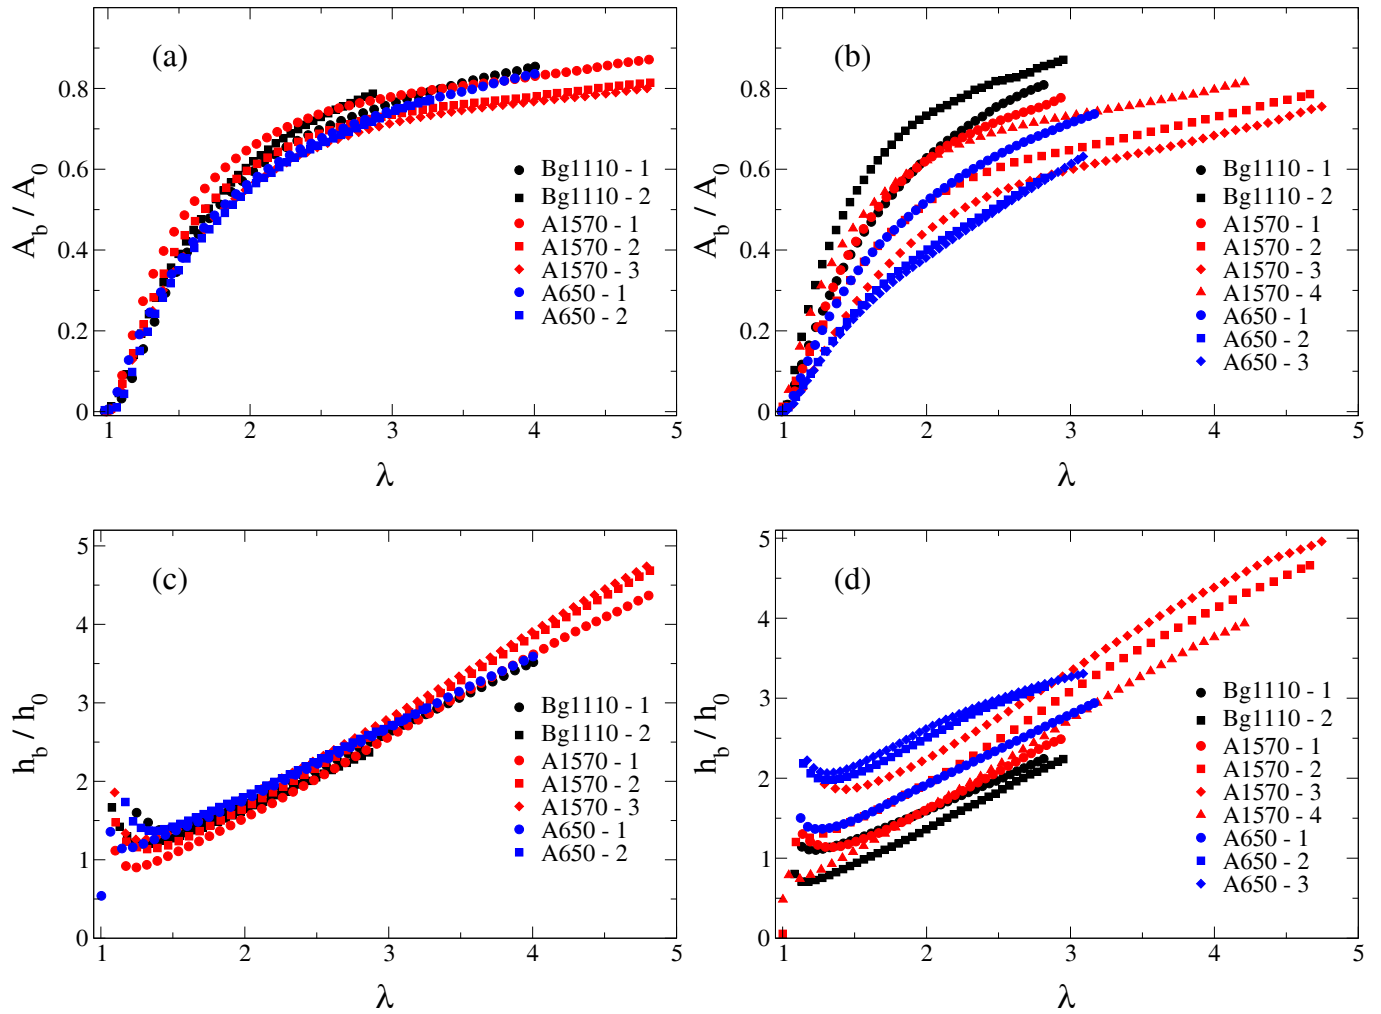 (a)
A_b / A_0
0.8
0.6
0.4
0.2
0
Bg1110 - 1
Bg1110 - 2
A1570 - 1
A1570 - 2
A1570 - 3
A650 - 1
A650 - 2
1 2 3 4 5
λ
(b)
A_b / A_0
0.8
0.6
0.4
0.2
0
Bg1110 - 1
Bg1110 - 2
A1570 - 1
A1570 - 2
A1570 - 3
A1570 - 4
A650 - 1
A650 - 2
A650 - 3
1 2 3 4 5
λ
(c)
h_b / h_0
5
4
3
2
1
0
Bg1110 - 1
Bg1110 - 2
A1570 - 1
A1570 - 2
A1570 - 3
A650 - 1
A650 - 2
1 2 3 4 5
λ
(d)
h_b / h_0
5
4
3
2
1
0
Bg1110 - 1
Bg1110 - 2
A1570 - 1
A1570 - 2
A1570 - 3
A1570 - 4
A650 - 1
A650 - 2
A650 - 3
1 2 3 4 5
λ